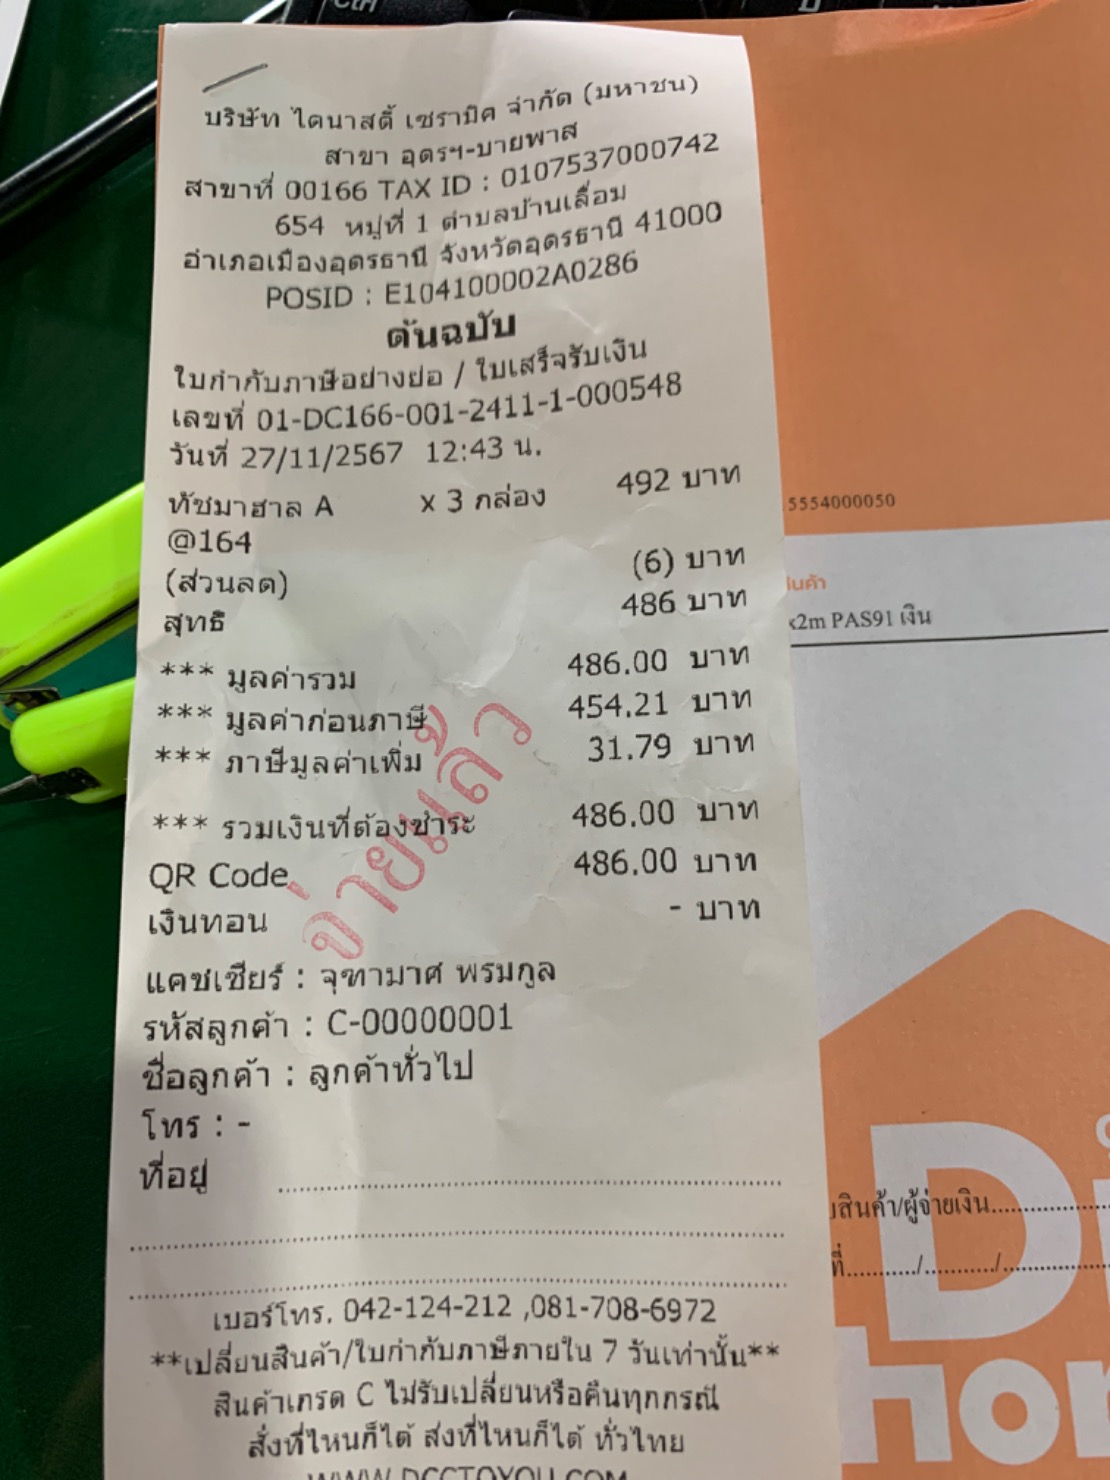 Ctrl
บริษัท ไดนาสตี้ เซรามิค จำกัด (มหาชน)
สาขา อุดรฯ-บายพาส
สาขาที่ 00166 TAX ID : 0107537000742
654 หมู่ที่ 1 ตำบลบ้านเลื่อม
อำเภอเมืองอุดรธานี จังหวัดอุดรธานี 41000
POSID : E104100002A0286
ต้นฉบับ
ใบกำกับภาษีอย่างย่อ / ใบเสร็จรับเงิน
เลขที่ 01-DC166-001-2411-1-000548
วันที่ 27/11/2567 12:43 น.
ทัชมาฮาล A x 3 กล่อง 492 บาท
@164
(ส่วนลด) (6) บาท
สุทธิ 486 บาท
*** มูลค่ารวม 486.00 บาท
*** มูลค่าก่อนภาษี 454.21 บาท
*** ภาษีมูลค่าเพิ่ม 31.79 บาท
*** รวมเงินที่ต้องชำระ 486.00 บาท
QR Code 486.00 บาท
เงินทอน - บาท
จ่ายแล้ว
แคชเชียร์ : จุฑามาศ พรมกูล
รหัสลูกค้า : C-00000001
ชื่อลูกค้า : ลูกค้าทั่วไป
โทร : -
ที่อยู่
เบอร์โทร. 042-124-212 ,081-708-6972
**เปลี่ยนสินค้า/ใบกำกับภาษีภายใน 7 วันเท่านั้น**
สินค้าเกรด C ไม่รับเปลี่ยนหรือคืนทุกกรณี
สั่งที่ไหนก็ได้ ส่งที่ไหนก็ได้ ทั่วไทย
WWW.DCCTOYOU.COM
5554000050
x2m PAS91 เงิน
สินค้า/ผู้จ่ายเงิน
ที่........../........../..........